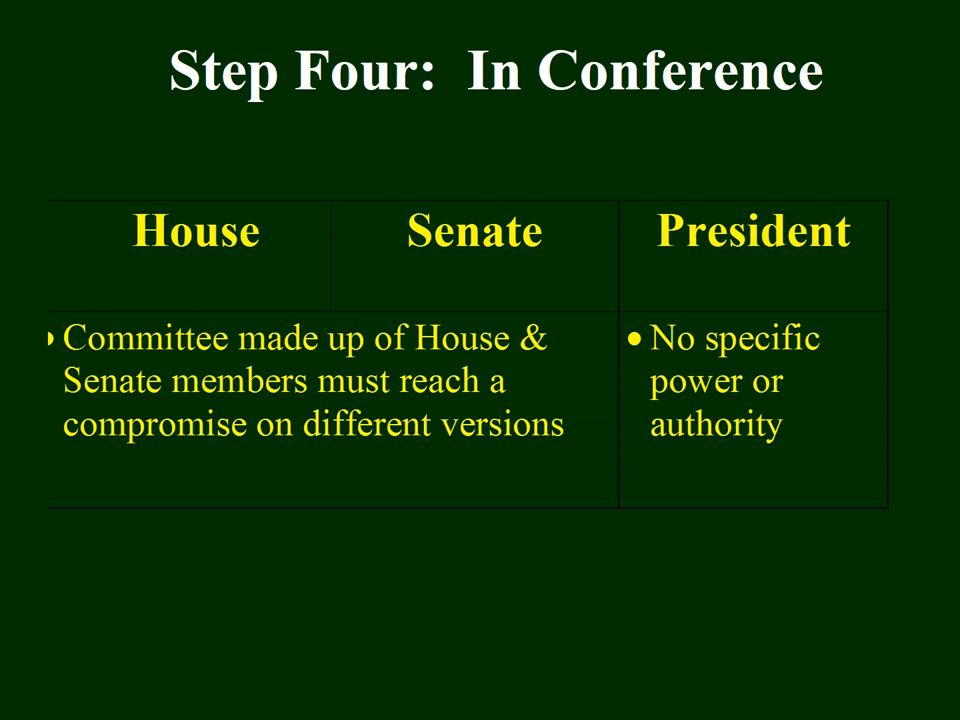 Step Four: In Conference
House Senate President
• Committee made up of House &
Senate members must reach a
compromise on different versions
• No specific
power or
authority